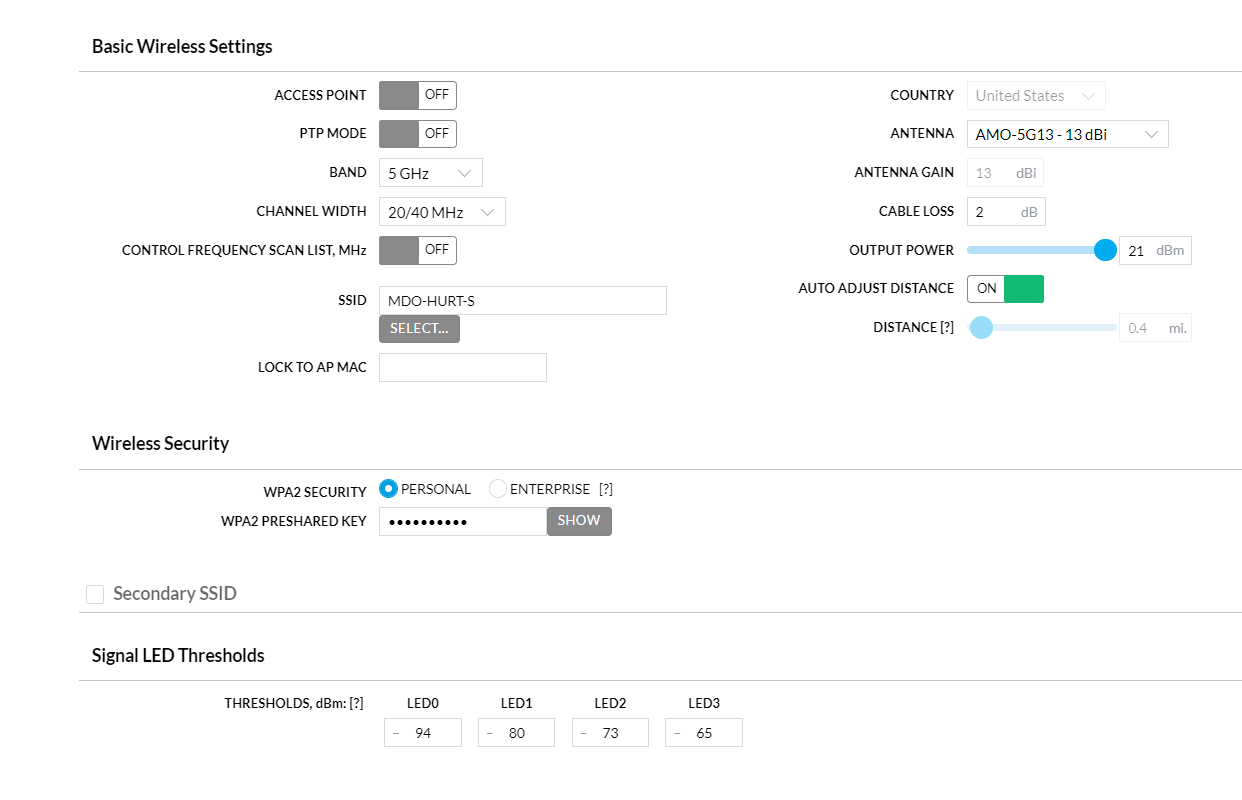 Basic Wireless Settings
ACCESS POINT OFF
PTP MODE OFF
BAND 5 GHz
CHANNEL WIDTH 20/40 MHz
CONTROL FREQUENCY SCAN LIST, MHz OFF
SSID MDO-HURT-S
SELECT...
LOCK TO AP MAC
COUNTRY United States
ANTENNA AMO-5G13 - 13 dBi
ANTENNA GAIN 13 dBi
CABLE LOSS 2 dB
OUTPUT POWER 21 dBm
AUTO ADJUST DISTANCE ON
DISTANCE [?] 0.4 mi.
Wireless Security
WPA2 SECURITY PERSONAL ENTERPRISE [?]
WPA2 PRESHARED KEY •••••••••• SHOW
Secondary SSID
Signal LED Thresholds
THRESHOLDS, dBm: [?] LED0 LED1 LED2 LED3
– 94 – 80 – 73 – 65